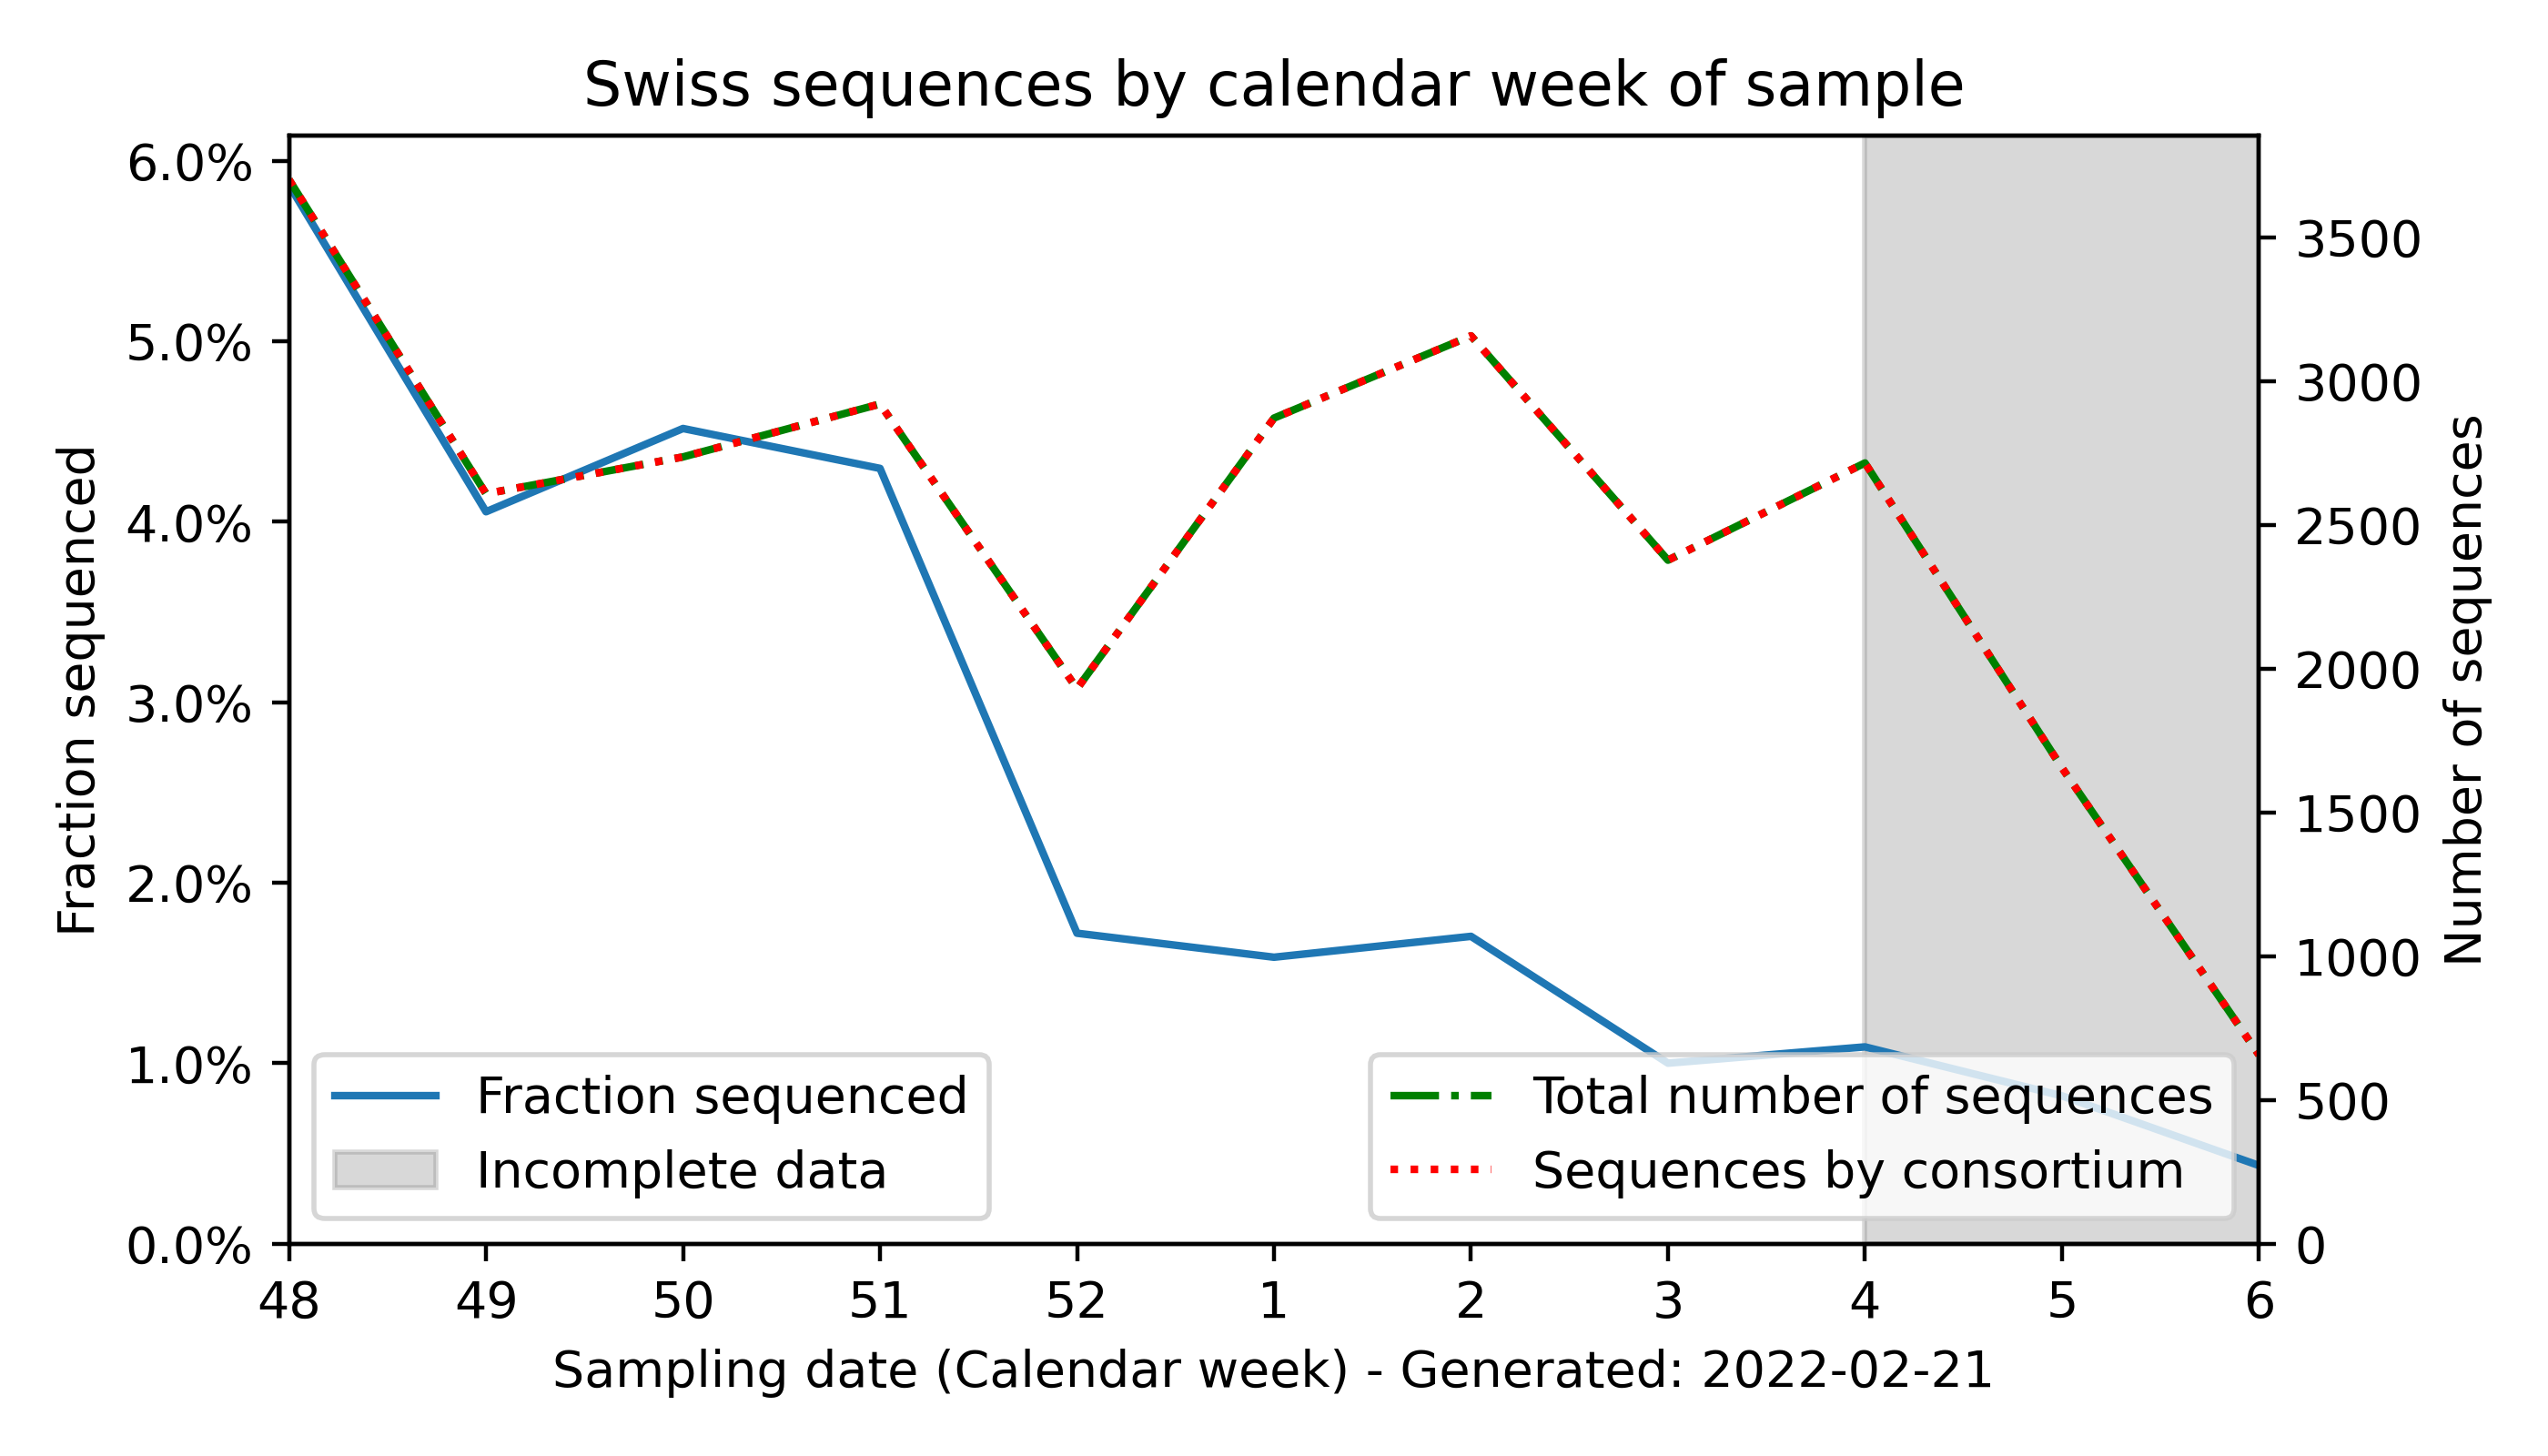 Swiss sequences by calendar week of sample
Fraction sequenced
6.0%
5.0%
4.0%
3.0%
2.0%
1.0%
0.0%
3500
3000
2500
2000
1500
1000
500
0
Number of sequences
Fraction sequenced
Incomplete data
Total number of sequences
Sequences by consortium
48 49 50 51 52 1 2 3 4 5 6
Sampling date (Calendar week) - Generated: 2022-02-21